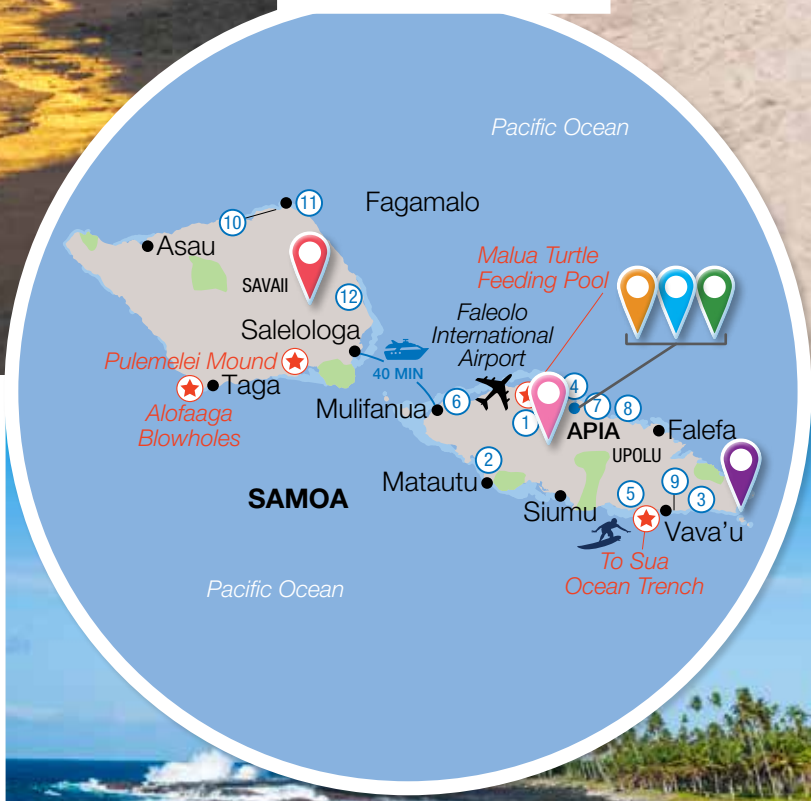 Pacific Ocean
11
Fagamalo
10
Asau
Malua Turtle
Feeding Pool
SAVAII
12
Faleolo
International
Airport
Salelologa
40 MIN
Pulemelei Mound
Taga
Alofaaga
Blowholes
Mulifanua
6
4
7
8
1
APIA
Falefa
UPOLU
2
Matautu
SAMOA
Siumu
5
9
3
Vava'u
To Sua
Ocean Trench
Pacific Ocean